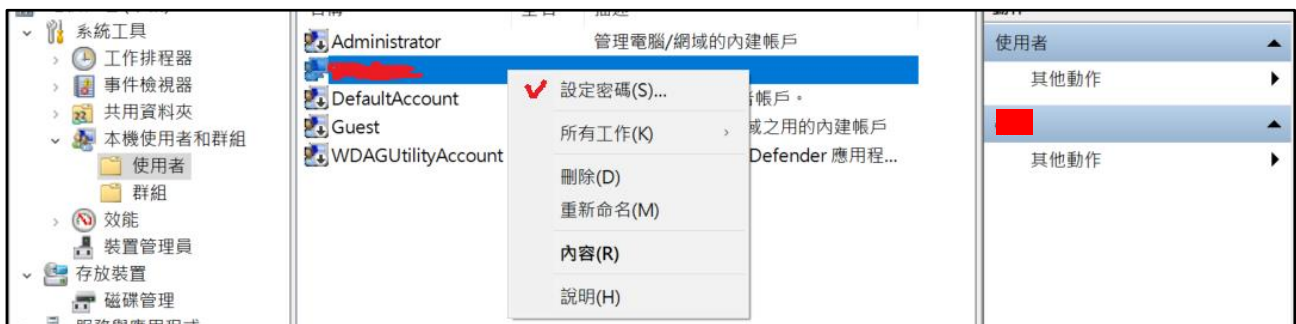 系統工具
工作排程器
事件檢視器
共用資料夾
本機使用者和群組
使用者
群組
效能
裝置管理員
存放裝置
磁碟管理
Administrator 管理電腦/網域的內建帳戶
DefaultAccount 帳戶。
Guest 或之用的內建帳戶
WDAGUtilityAccount Defender 應用程...
設定密碼(S)...
所有工作(K)
刪除(D)
重新命名(M)
內容(R)
說明(H)
使用者
其他動作
其他動作